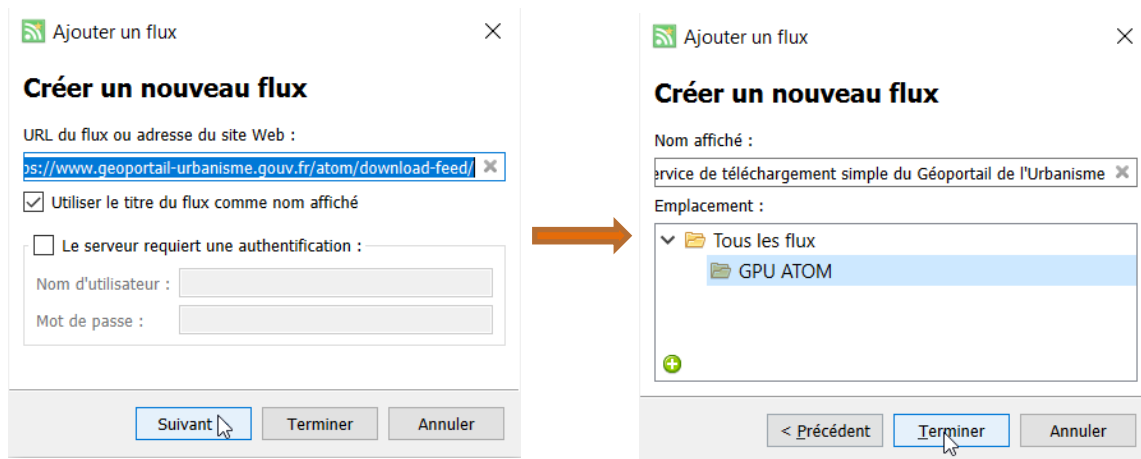 Ajouter un flux
Créer un nouveau flux
URL du flux ou adresse du site Web :
ps://www.geoportail-urbanisme.gouv.fr/atom/download-feed/
Utiliser le titre du flux comme nom affiché
Le serveur requiert une authentification :
Nom d'utilisateur :
Mot de passe :
Suivant
Terminer
Annuler
Ajouter un flux
Créer un nouveau flux
Nom affiché :
ervice de téléchargement simple du Géoportail de l'Urbanisme
Emplacement :
Tous les flux
GPU ATOM
< Précédent
Terminer
Annuler